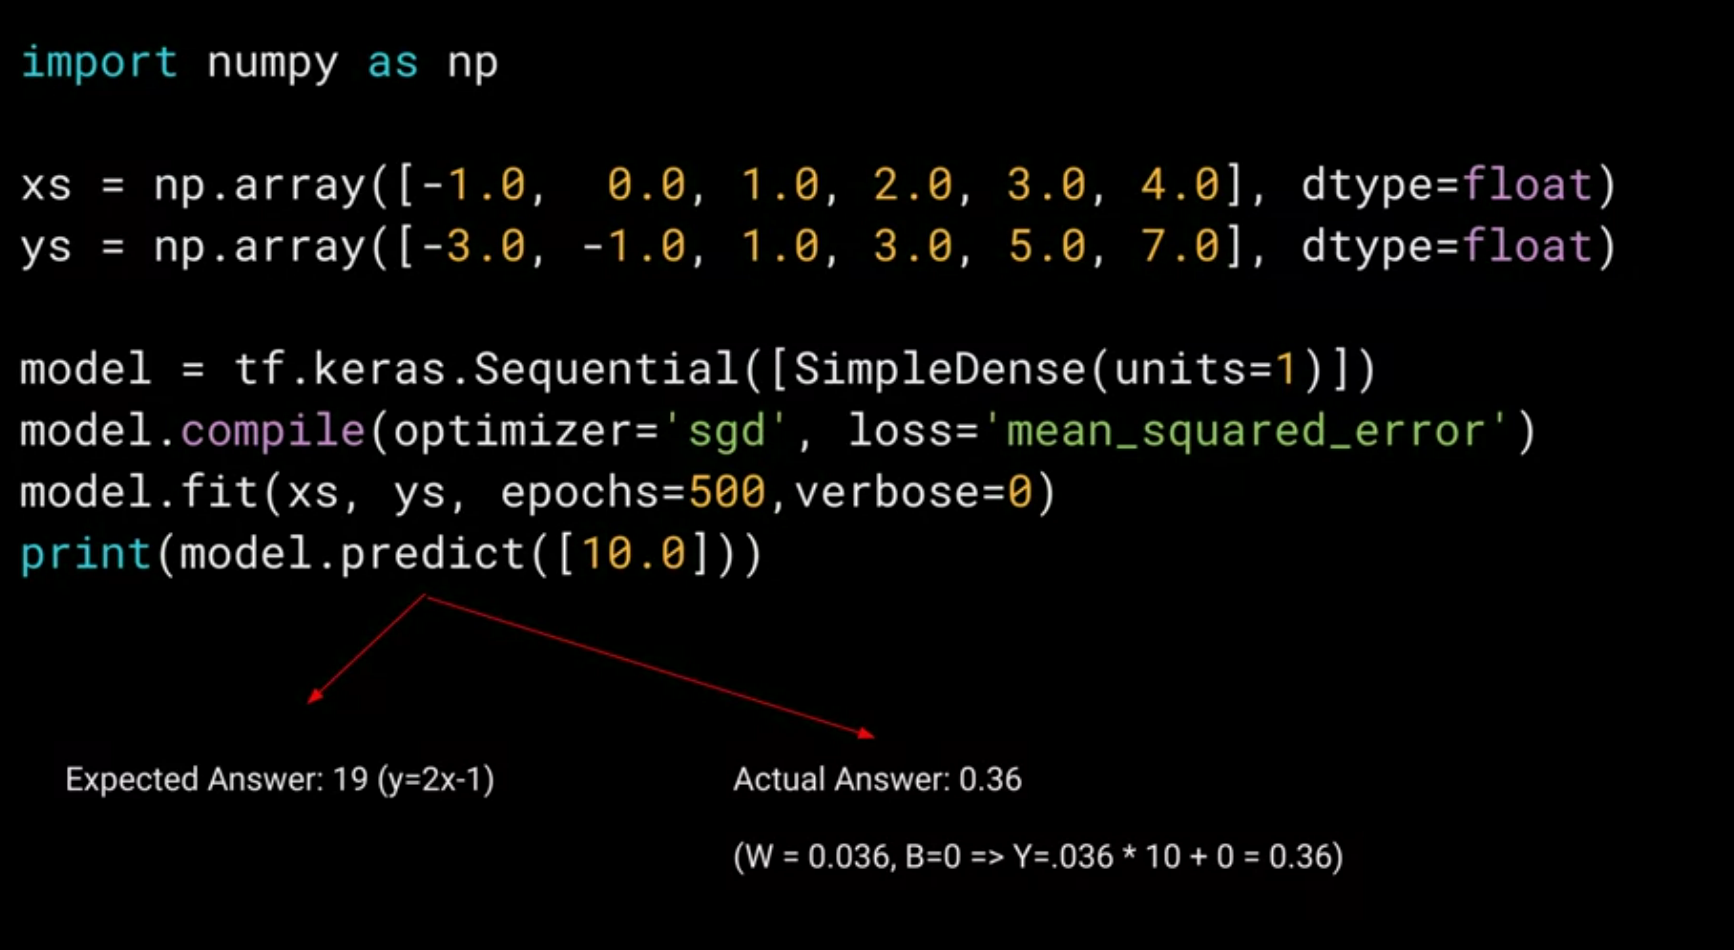 import numpy as np
xs = np.array([-1.0,  0.0, 1.0, 2.0, 3.0, 4.0], dtype=float)
ys = np.array([-3.0, -1.0, 1.0, 3.0, 5.0, 7.0], dtype=float)
model = tf.keras.Sequential([SimpleDense(units=1)])
model.compile(optimizer='sgd', loss='mean_squared_error')
model.fit(xs, ys, epochs=500,verbose=0)
print(model.predict([10.0]))
Expected Answer: 19 (y=2x-1)
Actual Answer: 0.36
(W = 0.036, B=0 => Y=.036 * 10 + 0 = 0.36)